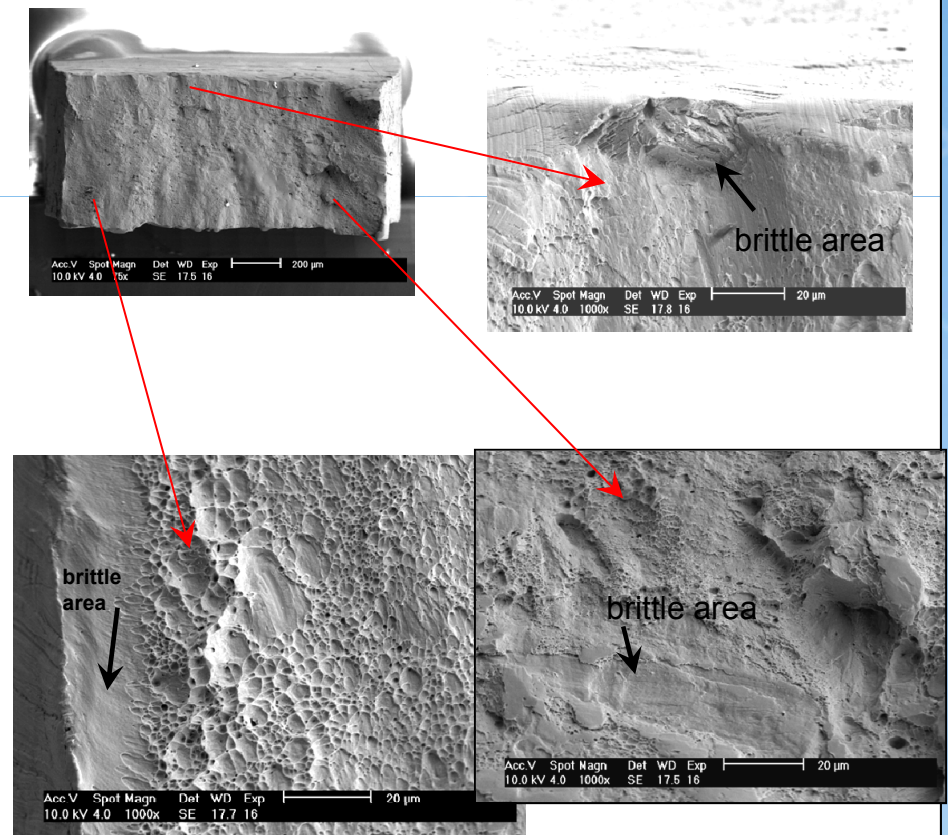 Acc.V Spot Magn Det WD Exp 200 µm
10.0 kV 4.0 75x SE 17.5 16
brittle area
Acc.V Spot Magn Det WD Exp 20 µm
10.0 kV 4.0 1000x SE 17.8 16
brittle
area
Acc.V Spot Magn Det WD Exp 20 µm
10.0 kV 4.0 1000x SE 17.7 16
brittle area
Acc.V Spot Magn Det WD Exp 20 µm
10.0 kV 4.0 1000x SE 17.5 16